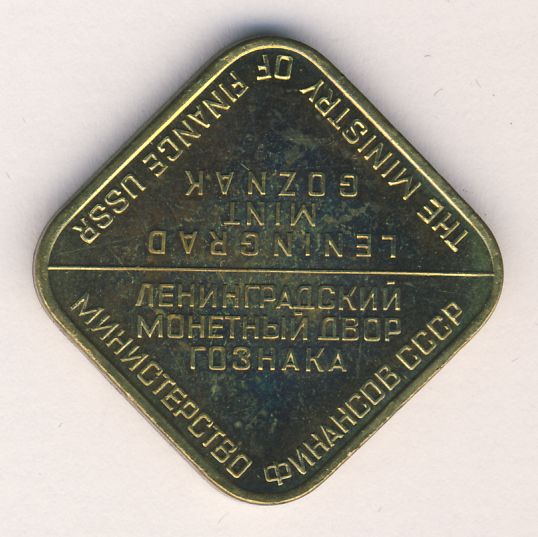 THE MINISTRY OF FINANCE USSR
LENINGRAD
MINT
GOZNAK
ЛЕНИНГРАДСКИЙ
МОНЕТНЫЙ ДВОР
ГОЗНАКА
МИНИСТЕРСТВО ФИНАНСОВ СССР